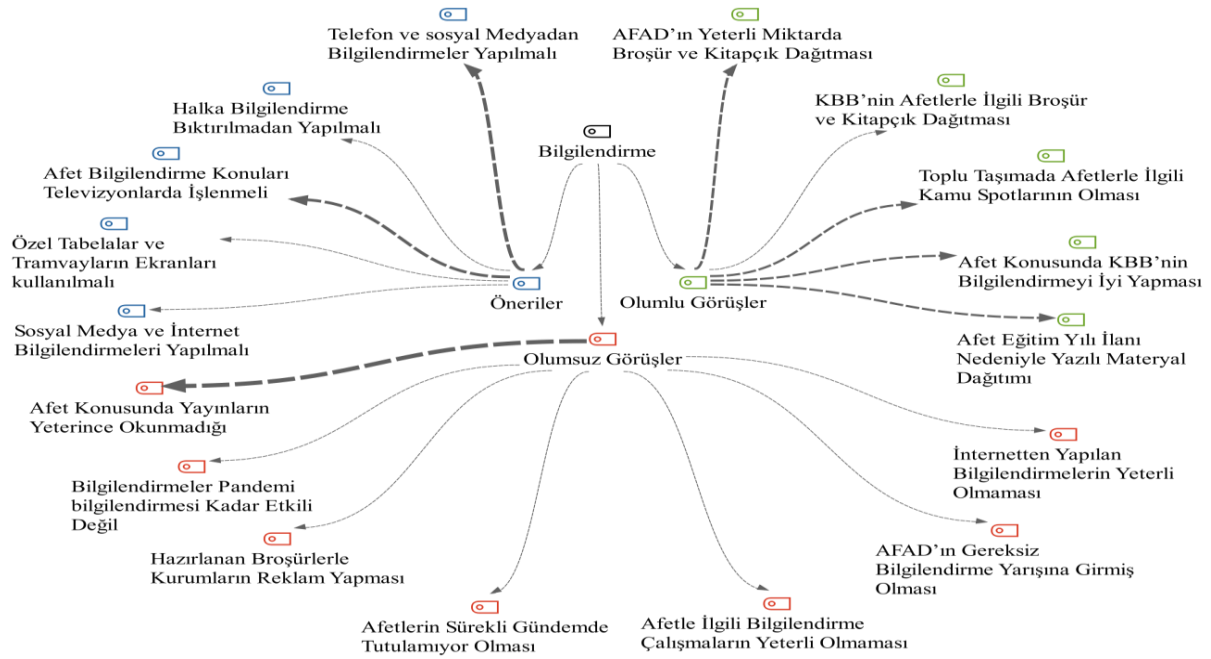 Telefon ve sosyal Medyadan
Bilgilendirmeler Yapılmalı
AFAD’ın Yeterli Miktarda
Broşür ve Kitapçık Dağıtması
Halka Bilgilendirme
Bıktırılmadan Yapılmalı
KBB’nin Afetlerle İlgili Broşür
ve Kitapçık Dağıtması
Bilgilendirme
Afet Bilgilendirme Konuları
Televizyonlarda İşlenmeli
Toplu Taşımada Afetlerle İlgili
Kamu Spotlarının Olması
Özel Tabelalar ve
Tramvayların Ekranları
kullanılmalı
Afet Konusunda KBB’nin
Bilgilendirmeyi İyi Yapması
Öneriler
Olumlu Görüşler
Sosyal Medya ve İnternet
Bilgilendirmeleri Yapılmalı
Afet Eğitim Yılı İlanı
Nedeniyle Yazılı Materyal
Dağıtımı
Olumsuz Görüşler
Afet Konusunda Yayınların
Yeterince Okunmadığı
İnternetten Yapılan
Bilgilendirmelerin Yeterli
Olmaması
Bilgilendirmeler Pandemi
bilgilendirmesi Kadar Etkili
Değil
Hazırlanan Broşürlerle
Kurumların Reklam Yapması
AFAD’ın Gereksiz
Bilgilendirme Yarışına Girmiş
Olması
Afetlerin Sürekli Gündemde
Tutulamıyor Olması
Afetle İlgili Bilgilendirme
Çalışmaların Yeterli Olmaması